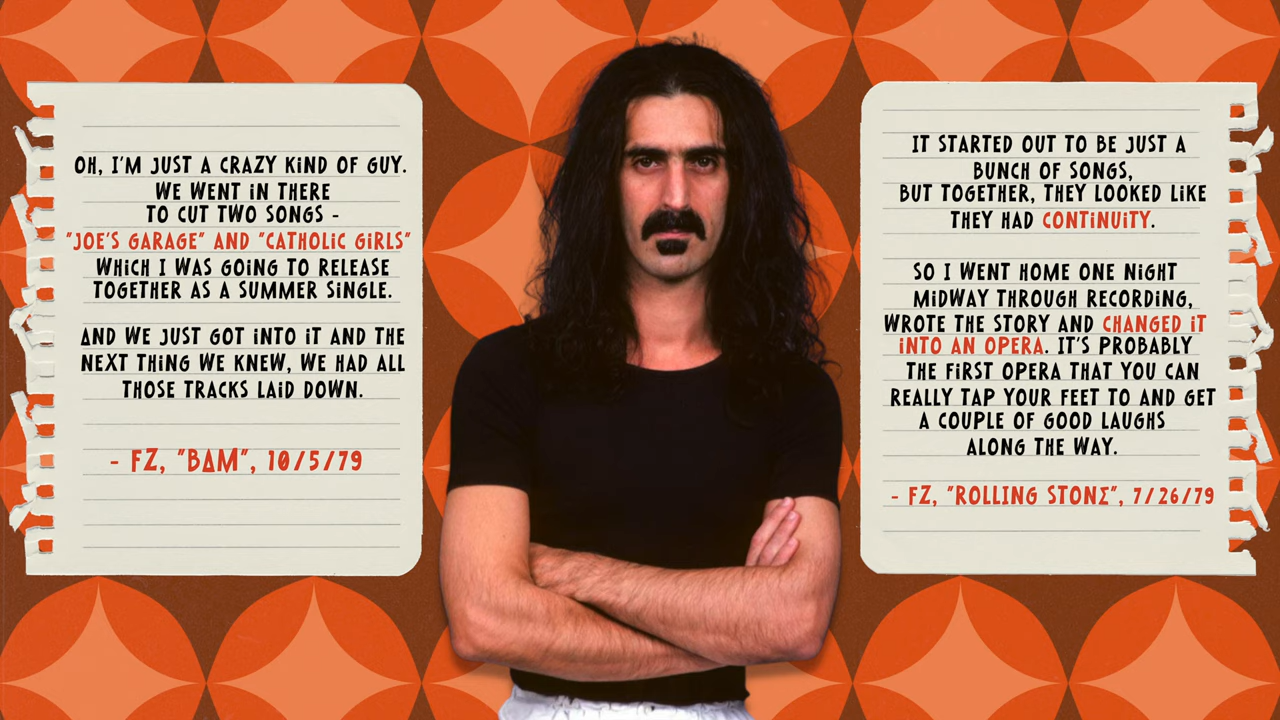 OH, I'M JUST A CRAZY KIND OF GUY.
WE WENT IN THERE
TO CUT TWO SONGS -
"JOE'S GARAGE" AND "CATHOLIC GIRLS"
WHICH I WAS GOING TO RELEASE
TOGETHER AS A SUMMER SINGLE.
AND WE JUST GOT INTO IT AND THE
NEXT THING WE KNEW, WE HAD ALL
THOSE TRACKS LAID DOWN.
- FZ, "BAM", 10/5/79
IT STARTED OUT TO BE JUST A
BUNCH OF SONGS,
BUT TOGETHER, THEY LOOKED LIKE
THEY HAD CONTINUITY.
SO I WENT HOME ONE NIGHT
MIDWAY THROUGH RECORDING,
WROTE THE STORY AND CHANGED IT
INTO AN OPERA. IT'S PROBABLY
THE FIRST OPERA THAT YOU CAN
REALLY TAP YOUR FEET TO AND GET
A COUPLE OF GOOD LAUGHS
ALONG THE WAY.
- FZ, "ROLLING STONE", 7/26/79